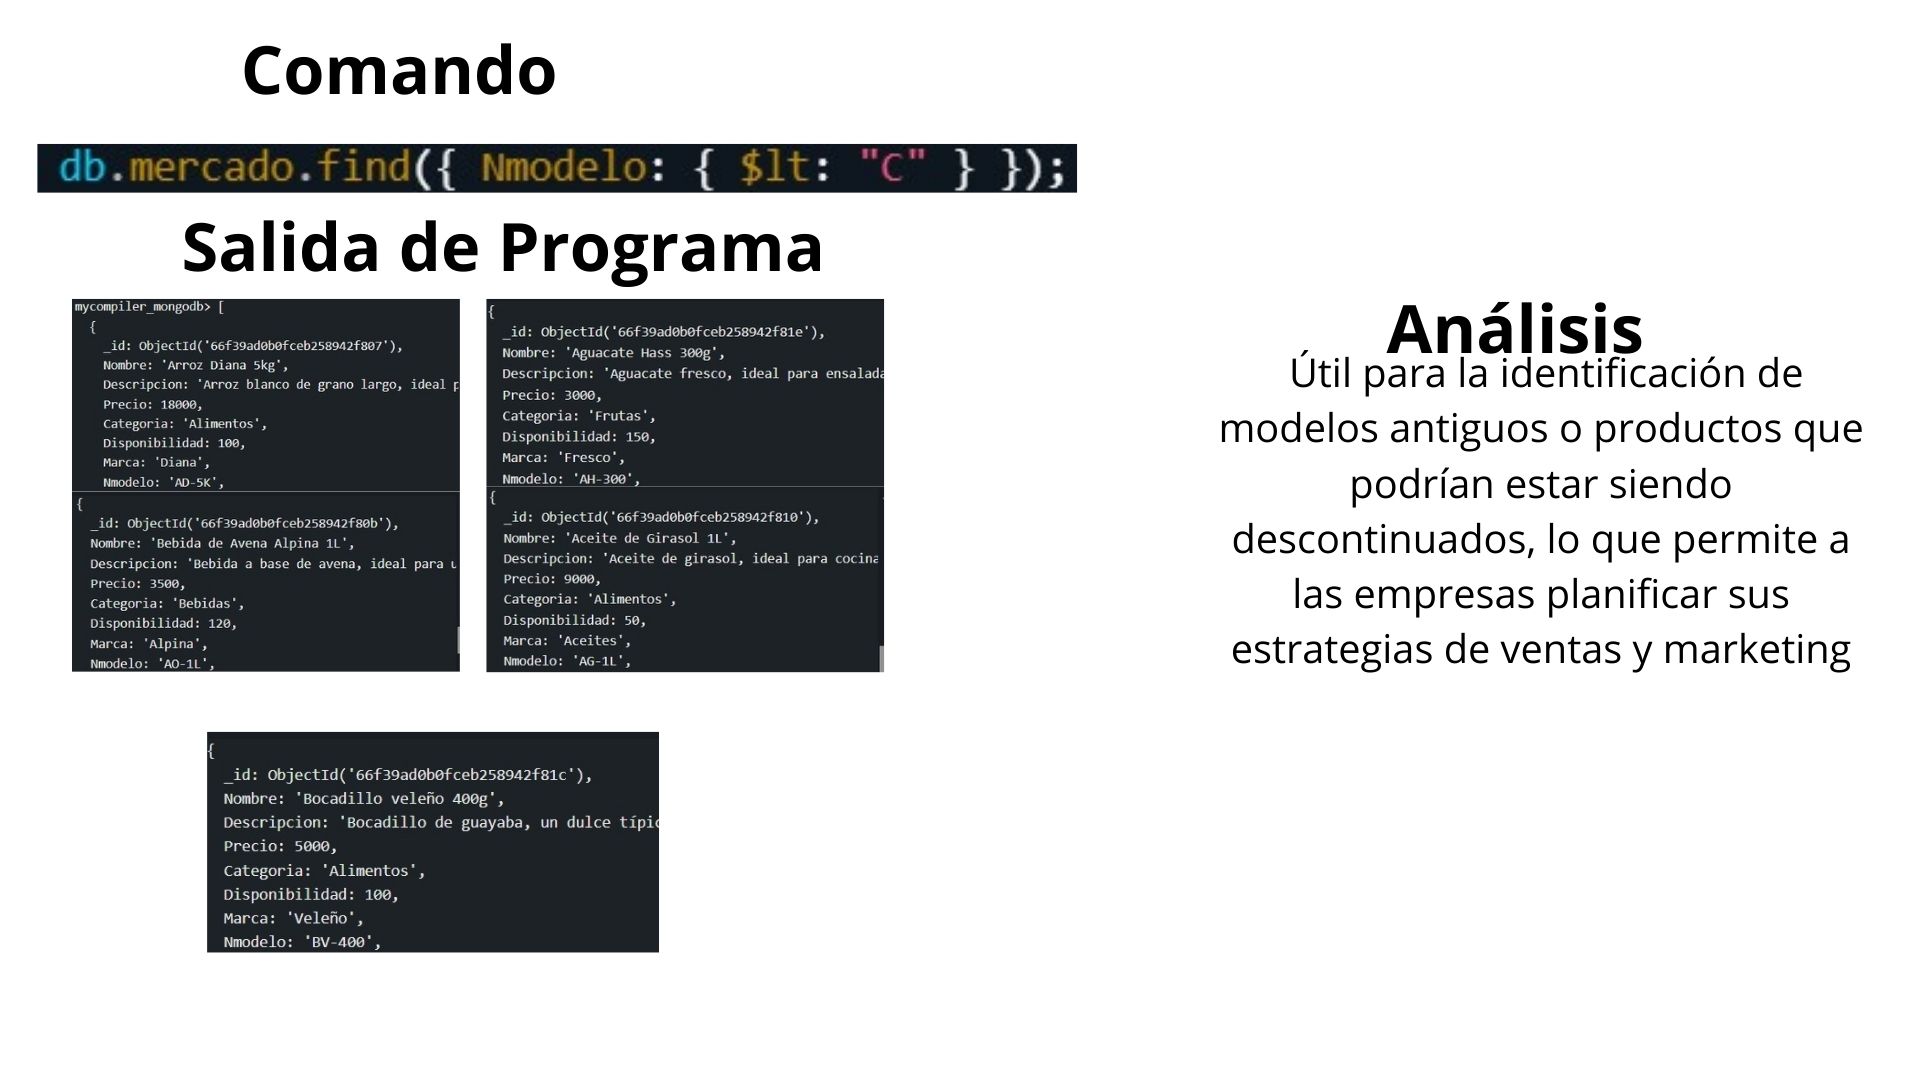 Comando
db.mercado.find({ Nmodelo: { $lt: "C" } });
Salida de Programa
mycompiler_mongodb> [
{
_id: ObjectId('66f39ad0b0fceb258942f807'),
Nombre: 'Arroz Diana 5kg',
Descripcion: 'Arroz blanco de grano largo, ideal p
Precio: 18000,
Categoria: 'Alimentos',
Disponibilidad: 100,
Marca: 'Diana',
Nmodelo: 'AD-5K',
{
_id: ObjectId('66f39ad0b0fceb258942f80b'),
Nombre: 'Bebida de Avena Alpina 1L',
Descripcion: 'Bebida a base de avena, ideal para u
Precio: 3500,
Categoria: 'Bebidas',
Disponibilidad: 120,
Marca: 'Alpina',
Nmodelo: 'AO-1L',
{
_id: ObjectId('66f39ad0b0fceb258942f81e'),
Nombre: 'Aguacate Hass 300g',
Descripcion: 'Aguacate fresco, ideal para ensalada
Precio: 3000,
Categoria: 'Frutas',
Disponibilidad: 150,
Marca: 'Fresco',
Nmodelo: 'AH-300',
{
_id: ObjectId('66f39ad0b0fceb258942f810'),
Nombre: 'Aceite de Girasol 1L',
Descripcion: 'Aceite de girasol, ideal para cocina
Precio: 9000,
Categoria: 'Alimentos',
Disponibilidad: 50,
Marca: 'Aceites',
Nmodelo: 'AG-1L',
{
_id: ObjectId('66f39ad0b0fceb258942f81c'),
Nombre: 'Bocadillo veleño 400g',
Descripcion: 'Bocadillo de guayaba, un dulce típic
Precio: 5000,
Categoria: 'Alimentos',
Disponibilidad: 100,
Marca: 'Veleño',
Nmodelo: 'BV-400',
Análisis
Útil para la identificación de
modelos antiguos o productos que
podrían estar siendo
descontinuados, lo que permite a
las empresas planificar sus
estrategias de ventas y marketing